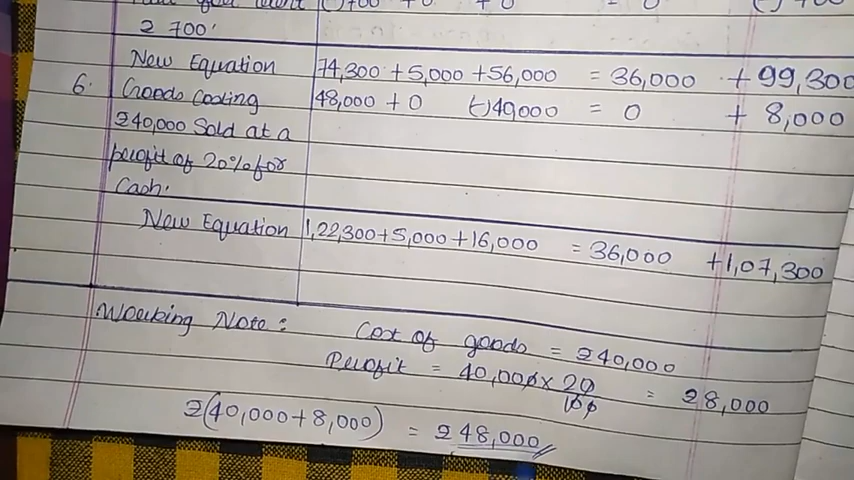 ₹ 700.
New Equation 74,300 + 5,000 + 56,000 = 36,000 + 99,300
6. Goods Costing 48,000 + 0 (-)40,000 = 0 + 8,000
₹40,000 Sold at a
profit of 20% for
Cash.
New Equation 1,22,300 + 5,000 + 16,000 = 36,000 + 1,07,300
Working Note : Cost of goods = ₹40,000
Profit = 40,000 × 20/100 = ₹8,000
₹(40,000 + 8,000) = ₹48,000